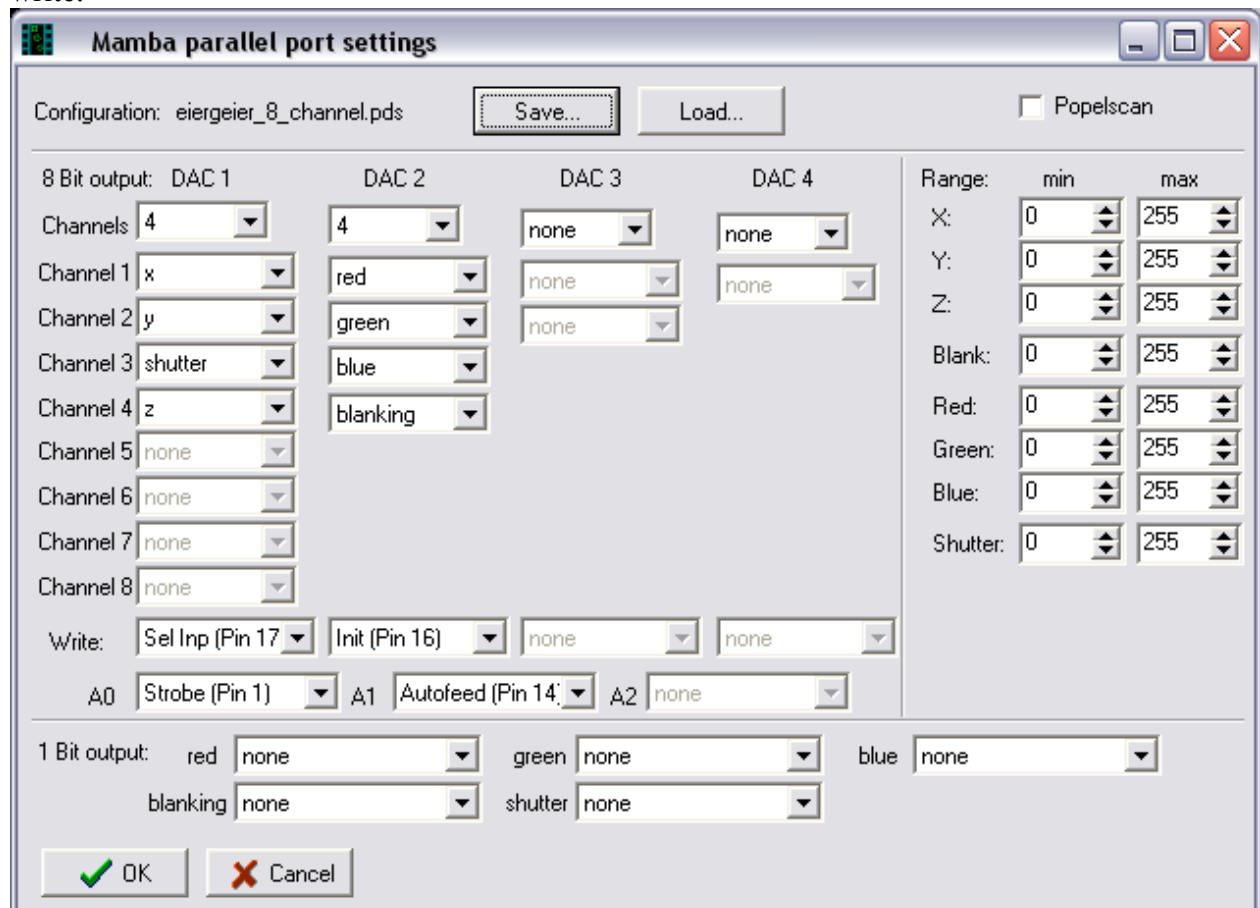 write.
Mamba parallel port settings
Configuration: eiergeier_8_channel.pds Save... Load... Popelscan
8 Bit output: DAC 1 DAC 2 DAC 3 DAC 4 Range: min max
Channels 4 4 none none X: 0 255
Channel 1 x red none none Y: 0 255
Channel 2 y green none Z: 0 255
Channel 3 shutter blue Blank: 0 255
Channel 4 z blanking Red: 0 255
Channel 5 none Green: 0 255
Channel 6 none Blue: 0 255
Channel 7 none Shutter: 0 255
Channel 8 none
Write: Sel Inp (Pin 17 Init (Pin 16) none none
A0 Strobe (Pin 1) A1 Autofeed (Pin 14) A2 none
1 Bit output: red none green none blue none
blanking none shutter none
OK Cancel